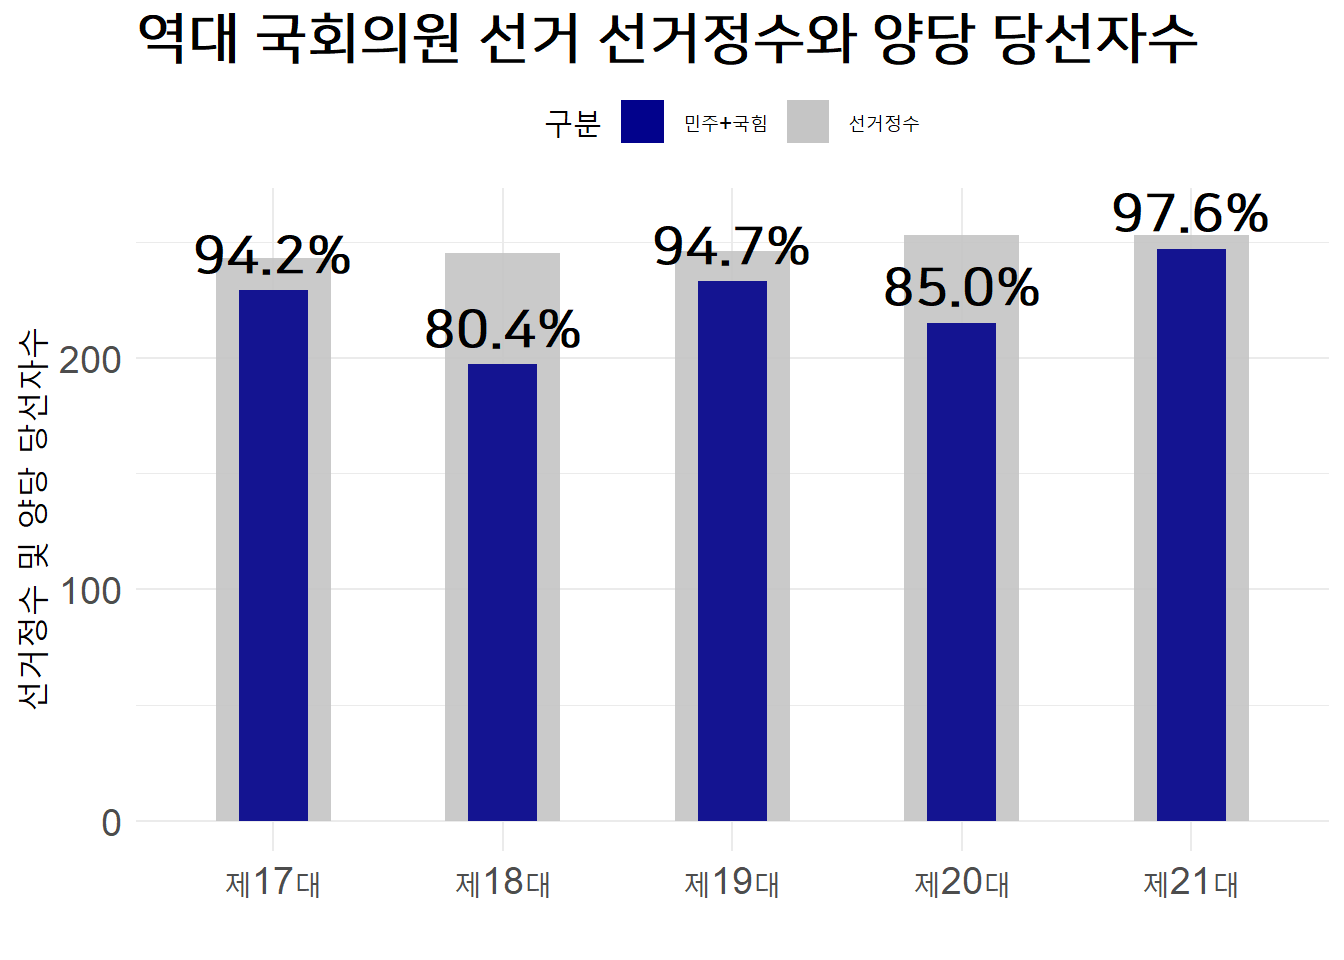 역대 국회의원 선거 선거정수와 양당 당선자수
구분 민주+국힘 선거정수
94.2% 80.4% 94.7% 85.0% 97.6%
선거정수 및 양당 당선자수
200
100
0
제17대 제18대 제19대 제20대 제21대